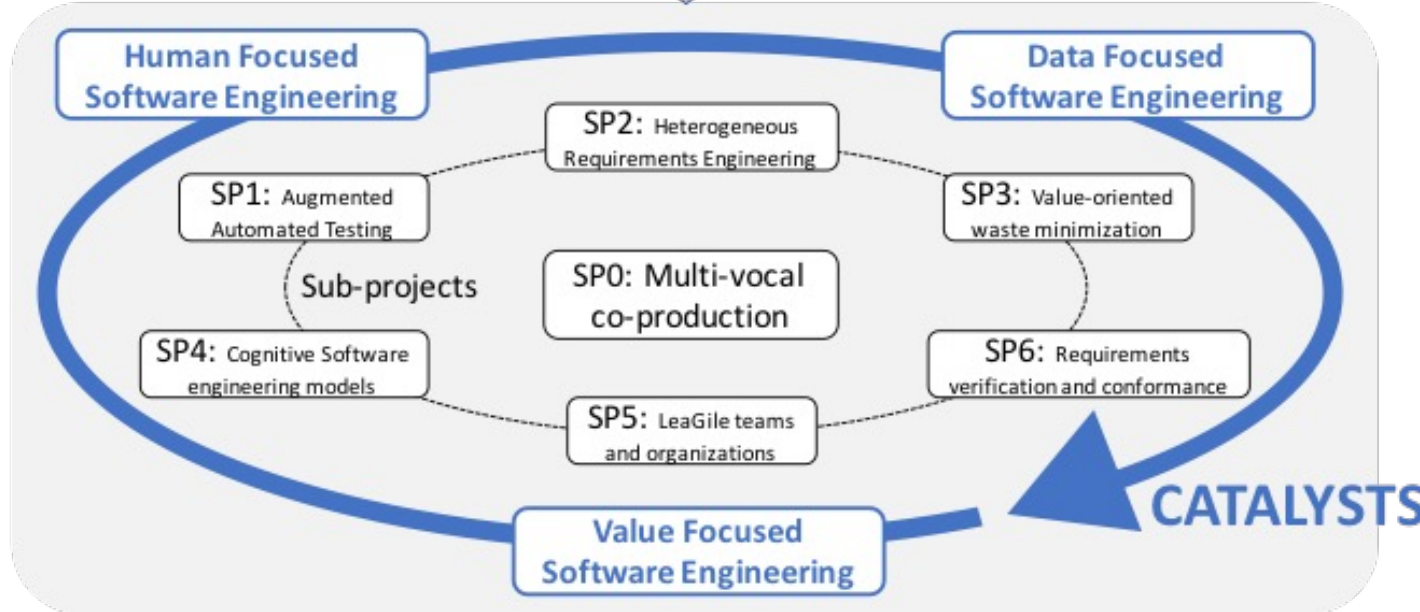 Human Focused
Software Engineering
Data Focused
Software Engineering
SP2: Heterogeneous
Requirements Engineering
SP1: Augmented
Automated Testing
SP3: Value-oriented
waste minimization
Sub-projects
SP0: Multi-vocal
co-production
SP4: Cognitive Software
engineering models
SP6: Requirements
verification and conformance
SP5: LeaGile teams
and organizations
CATALYSTS
Value Focused
Software Engineering